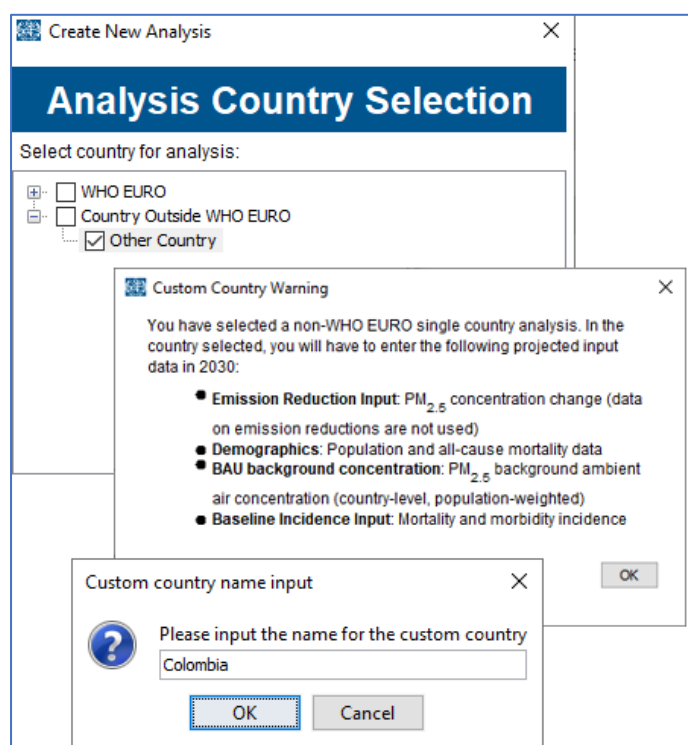 Create New Analysis
Analysis Country Selection
Select country for analysis:
WHO EURO
Country Outside WHO EURO
Other Country
Custom Country Warning
You have selected a non-WHO EURO single country analysis. In the
country selected, you will have to enter the following projected input
data in 2030:
Emission Reduction Input: PM2.5 concentration change (data
on emission reductions are not used)
Demographics: Population and all-cause mortality data
BAU background concentration: PM2.5 background ambient
air concentration (country-level, population-weighted)
Baseline Incidence Input: Mortality and morbidity incidence
OK
Custom country name input
Please input the name for the custom country
Colombia
OK
Cancel